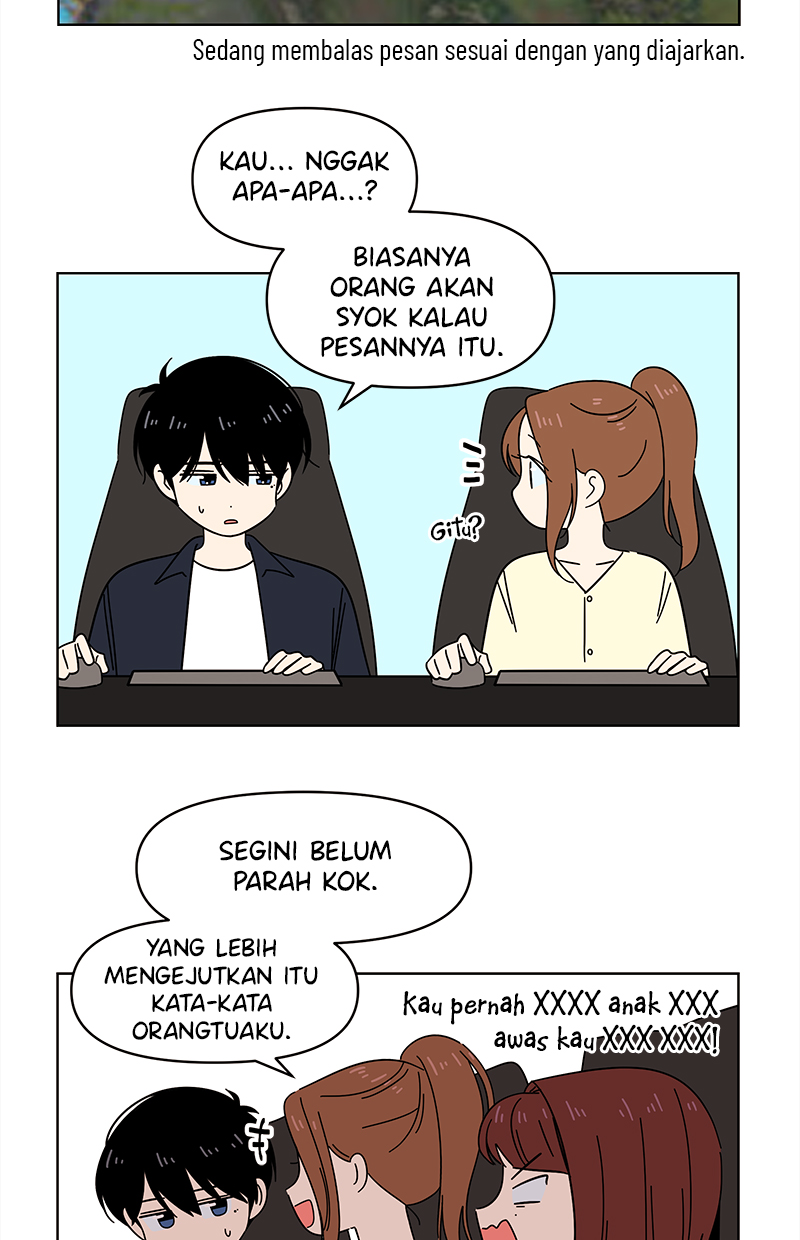 Sedang membalas pesan sesuai dengan yang diajarkan.
KAU... NGGAK
APA-APA...?
BIASANYA
ORANG AKAN
SYOK KALAU
PESANNYA ITU.
Gitu?
SEGINI BELUM
PARAH KOK.
YANG LEBIH
MENGEJUTKAN ITU
KATA-KATA
ORANGTUAKU.
Kau pernah XXXX anak XXX
awas kau XXX XXX!